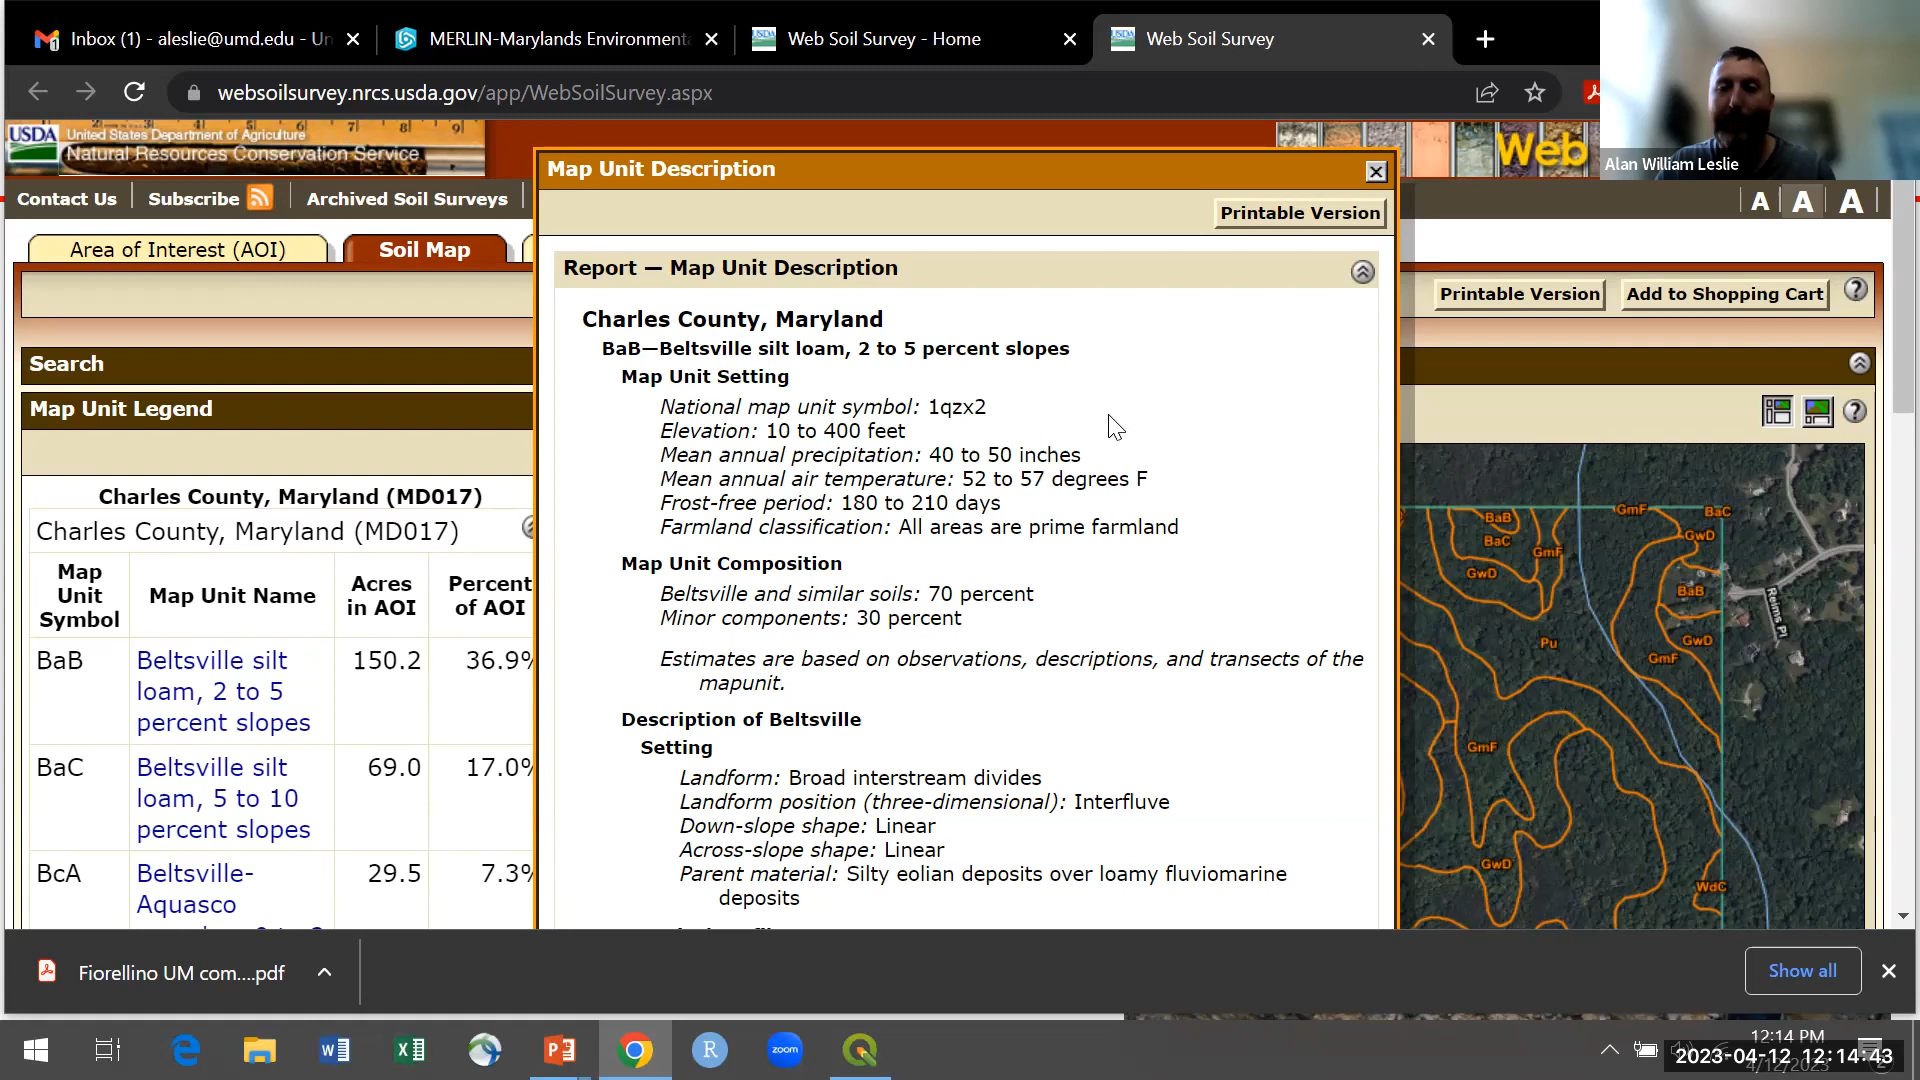 Inbox (1) - aleslie@umd.edu - Un
MERLIN-Marylands Environmenta
Web Soil Survey - Home
Web Soil Survey
websoilsurvey.nrcs.usda.gov/app/WebSoilSurvey.aspx
USDA
United States Department of Agriculture
Natural Resources Conservation Service
Web
Alan William Leslie
Contact Us
Subscribe
Archived Soil Surveys
A A A
Area of Interest (AOI)
Soil Map
Map Unit Description
Printable Version
Report — Map Unit Description
Printable Version
Add to Shopping Cart
Search
Map Unit Legend
Charles County, Maryland (MD017)
Charles County, Maryland (MD017)
Map Unit Symbol
Map Unit Name
Acres in AOI
Percent of AOI
BaB
Beltsville silt loam, 2 to 5 percent slopes
150.2
36.9%
BaC
Beltsville silt loam, 5 to 10 percent slopes
69.0
17.0%
BcA
Beltsville-Aquasco
29.5
7.3%
Charles County, Maryland
BaB—Beltsville silt loam, 2 to 5 percent slopes
Map Unit Setting
National map unit symbol: 1qzx2
Elevation: 10 to 400 feet
Mean annual precipitation: 40 to 50 inches
Mean annual air temperature: 52 to 57 degrees F
Frost-free period: 180 to 210 days
Farmland classification: All areas are prime farmland
Map Unit Composition
Beltsville and similar soils: 70 percent
Minor components: 30 percent
Estimates are based on observations, descriptions, and transects of the
mapunit.
Description of Beltsville
Setting
Landform: Broad interstream divides
Landform position (three-dimensional): Interfluve
Down-slope shape: Linear
Across-slope shape: Linear
Parent material: Silty eolian deposits over loamy fluviomarine
deposits
BaB
BaC
GmF
GwD
GmF
BaC
GwD
BaB
Relms Pl
Pu
GwD
GmF
GmF
GwD
WdC
Fiorellino UM com....pdf
Show all
zoom
12:14 PM
4/12/2023
2023-04-12 12:14:43